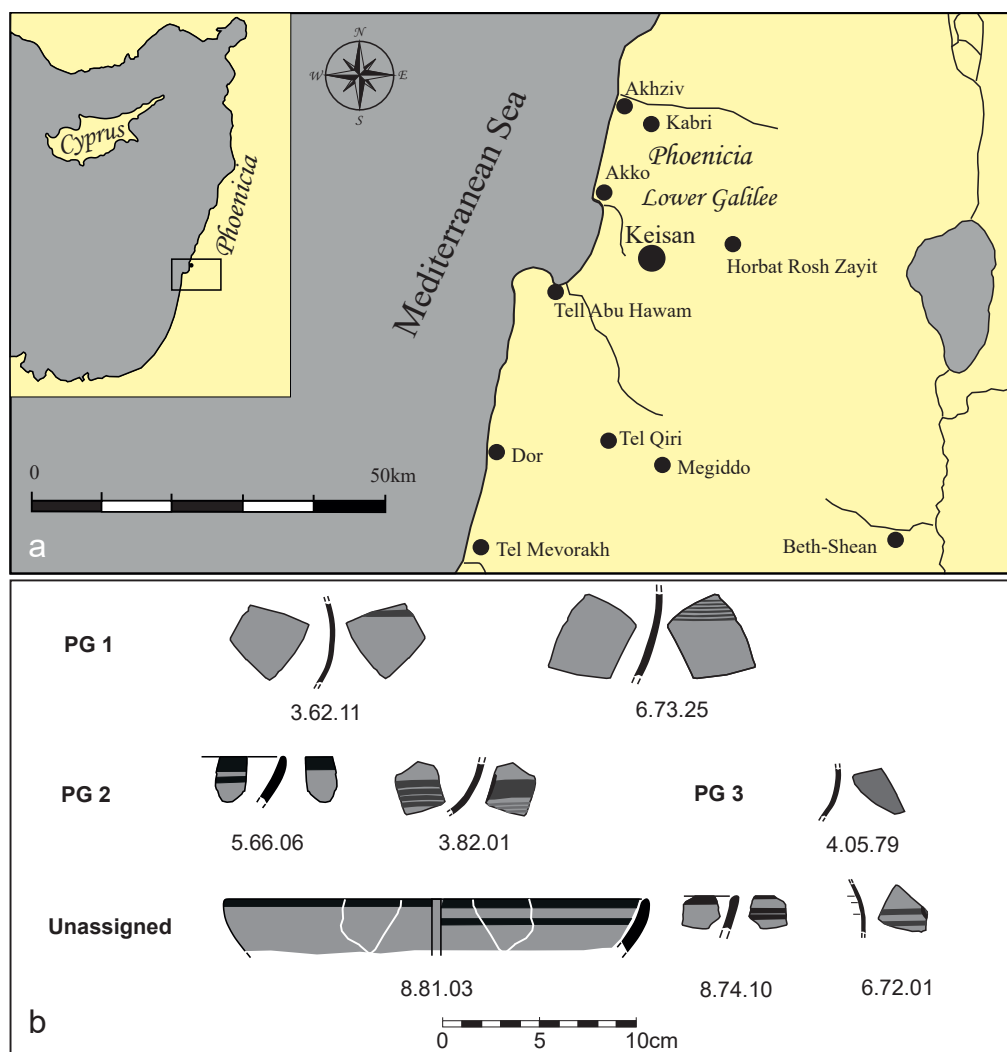 N
W
E
S
Cyprus
Phoenicia
Mediterranean Sea
Akhziv
Kabri
Phoenicia
Akko
Lower Galilee
Keisan
Horbat Rosh Zayit
Tell Abu Hawam
Tel Qiri
Dor
Megiddo
Tel Mevorakh
Beth-Shean
0
50km
a
PG 1
3.62.11
6.73.25
PG 2
5.66.06
3.82.01
PG 3
4.05.79
Unassigned
8.81.03
8.74.10
6.72.01
b
0
5
10cm